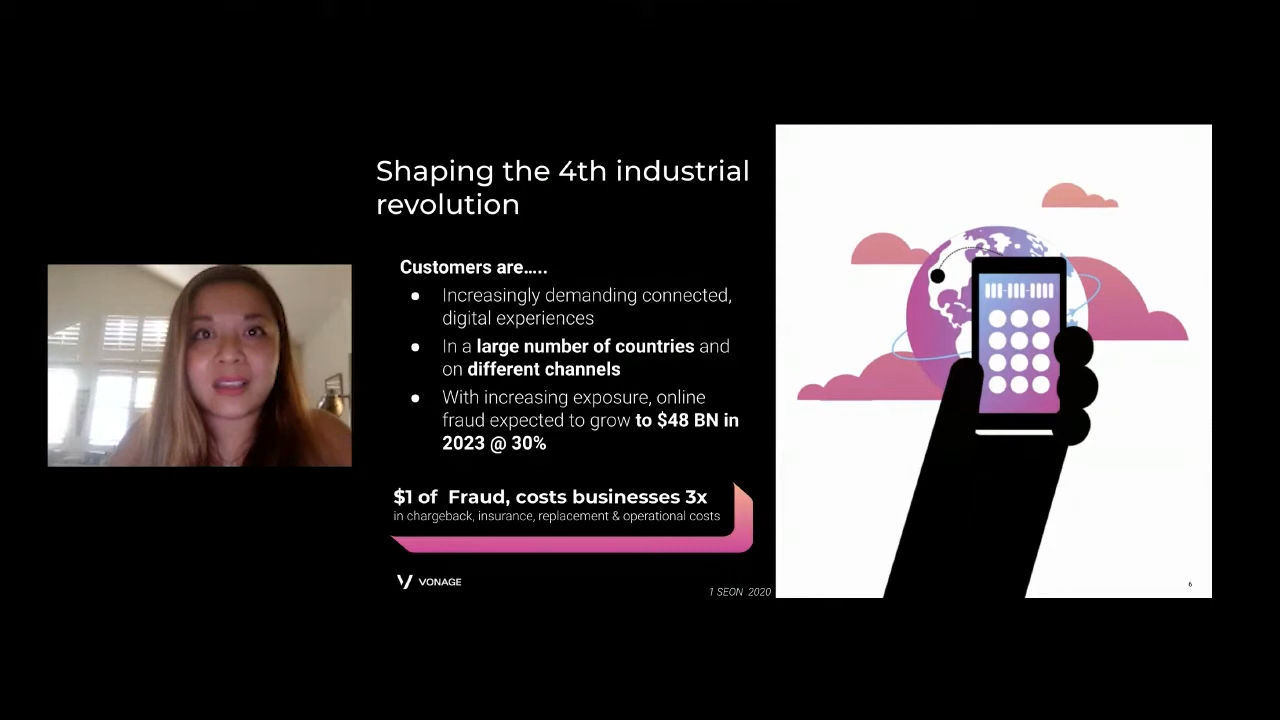 Shaping the 4th industrial
revolution
Customers are.....
● Increasingly demanding connected,
digital experiences
● In a large number of countries and
on different channels
● With increasing exposure, online
fraud expected to grow to $48 BN in
2023 @ 30%
$1 of Fraud, costs businesses 3x
in chargeback, insurance, replacement & operational costs
VONAGE
1 SEON 2020
6